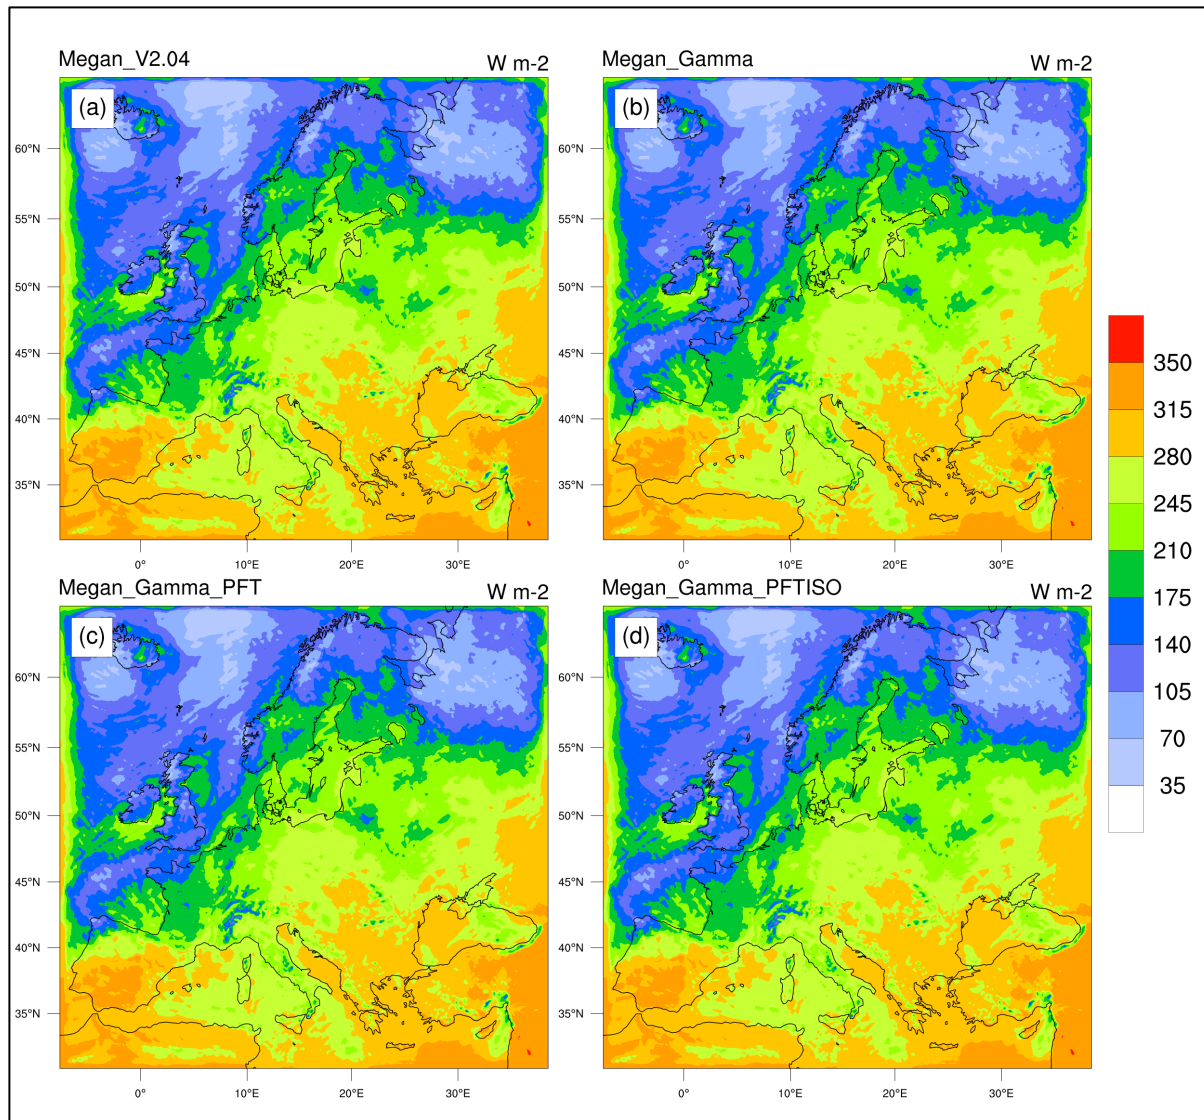 Megan_V2.04 W m-2
(a)
60°N
55°N
50°N
45°N
40°N
35°N
0° 10°E 20°E 30°E
Megan_Gamma W m-2
(b)
60°N
55°N
50°N
45°N
40°N
35°N
0° 10°E 20°E 30°E
Megan_Gamma_PFT W m-2
(c)
60°N
55°N
50°N
45°N
40°N
35°N
0° 10°E 20°E 30°E
Megan_Gamma_PFTISO W m-2
(d)
60°N
55°N
50°N
45°N
40°N
35°N
0° 10°E 20°E 30°E
350
315
280
245
210
175
140
105
70
35